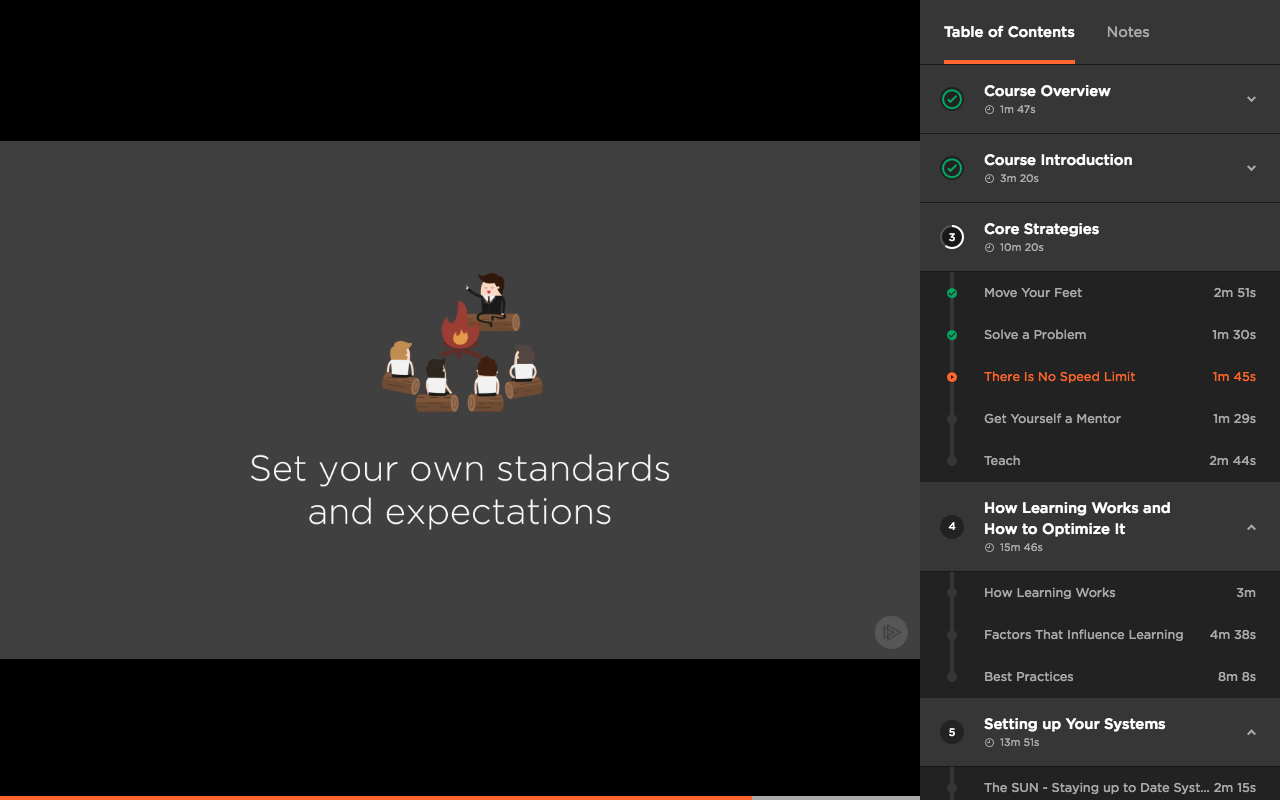 Set your own standards
and expectations
Table of Contents
Notes
Course Overview
1m 47s
Course Introduction
3m 20s
3
Core Strategies
10m 20s
Move Your Feet 2m 51s
Solve a Problem 1m 30s
There Is No Speed Limit 1m 45s
Get Yourself a Mentor 1m 29s
Teach 2m 44s
4
How Learning Works and
How to Optimize It
15m 46s
How Learning Works 3m
Factors That Influence Learning 4m 38s
Best Practices 8m 8s
5
Setting up Your Systems
13m 51s
The SUN - Staying up to Date Syst... 2m 15s